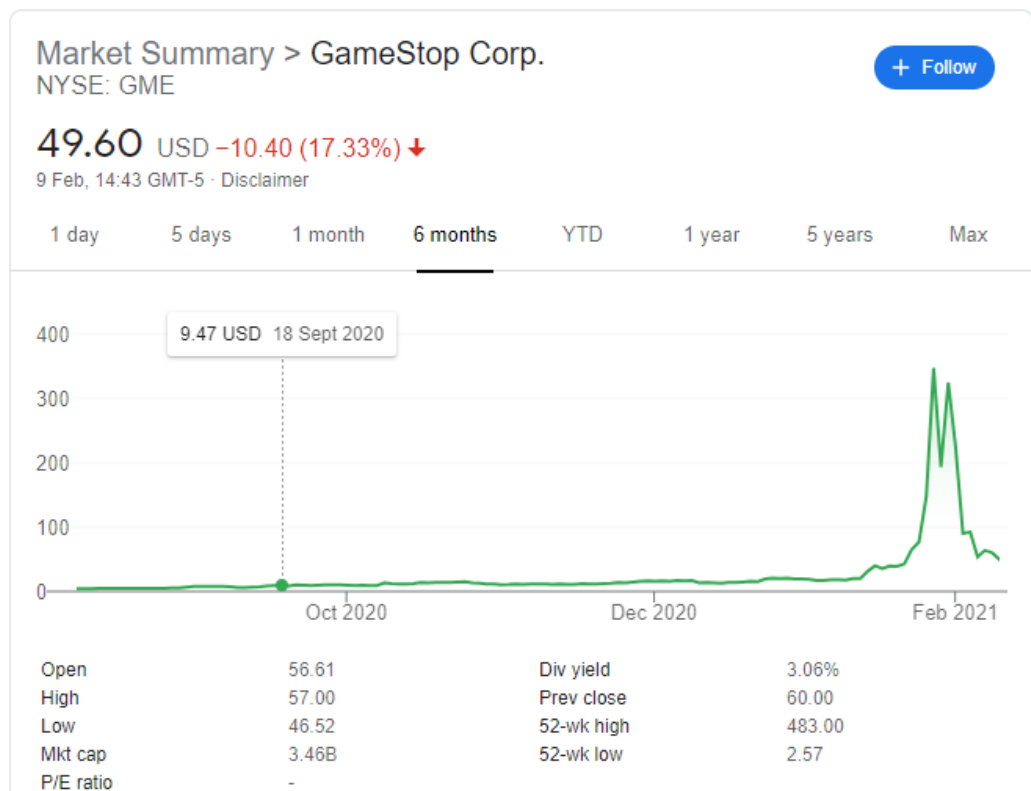 Market Summary > GameStop Corp.
NYSE: GME
+ Follow
49.60 USD −10.40 (17.33%) ↓
9 Feb, 14:43 GMT-5 · Disclaimer
1 day 5 days 1 month 6 months YTD 1 year 5 years Max
9.47 USD 18 Sept 2020
400
300
200
100
0
Oct 2020 Dec 2020 Feb 2021
Open 56.61 Div yield 3.06%
High 57.00 Prev close 60.00
Low 46.52 52-wk high 483.00
Mkt cap 3.46B 52-wk low 2.57
P/E ratio -